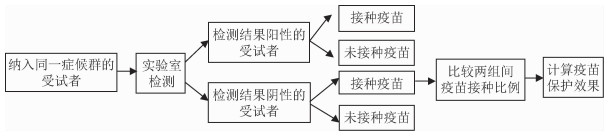 纳入同一症候群的
受试者
实验室
检测
检测结果阳性的
受试者
接种疫苗
未接种疫苗
检测结果阴性的
受试者
接种疫苗
未接种疫苗
比较两组间
疫苗接种比例
计算疫苗
保护效果